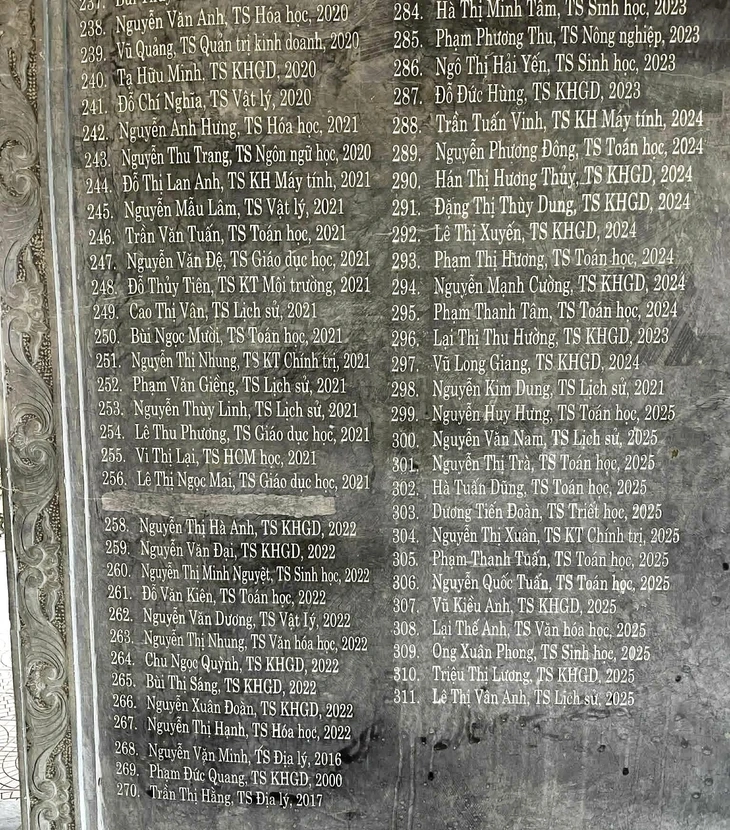 237. Bùi
238. Nguyễn Văn Anh, TS Hóa học, 2020
239. Vũ Quảng, TS Quản trị kinh doanh, 2020
240. Tạ Hữu Minh, TS KHGD, 2020
241. Đỗ Chí Nghĩa, TS Vật lý, 2020
242. Nguyễn Anh Hưng, TS Hóa học, 2021
243. Nguyễn Thu Trang, TS Ngôn ngữ học, 2020
244. Đỗ Thị Lan Anh, TS KH Máy tính, 2021
245. Nguyễn Mẫu Lâm, TS Vật lý, 2021
246. Trần Văn Tuấn, TS Toán học, 2021
247. Nguyễn Văn Đệ, TS Giáo dục học, 2021
248. Đỗ Thủy Tiên, TS KT Môi trường, 2021
249. Cao Thị Vân, TS Lịch sử, 2021
250. Bùi Ngọc Mười, TS Toán học, 2021
251. Nguyễn Thị Nhung, TS KT Chính trị, 2021
252. Phạm Văn Giềng, TS Lịch sử, 2021
253. Nguyễn Thùy Linh, TS Lịch sử, 2021
254. Lê Thu Phương, TS Giáo dục học, 2021
255. Vi Thị Lại, TS HCM học, 2021
256. Lê Thị Ngọc Mai, TS Giáo dục học, 2021
258. Nguyễn Thị Hà Anh, TS KHGD, 2022
259. Nguyễn Văn Đại, TS KHGD, 2022
260. Nguyễn Thị Minh Nguyệt, TS Sinh học, 2022
261. Đỗ Văn Kiên, TS Toán học, 2022
262. Nguyễn Văn Dương, TS Vật Iý, 2022
263. Nguyễn Thị Nhung, TS Văn hóa học, 2022
264. Chu Ngọc Quỳnh, TS KHGD, 2022
265. Bùi Thị Sáng, TS KHGD, 2022
266. Nguyễn Xuân Đoàn, TS KHGD, 2022
267. Nguyễn Thị Hạnh, TS Hóa học, 2022
268. Nguyễn Văn Minh, TS Địa lý, 2016
269. Phạm Đức Quang, TS KHGD, 2000
270. Trần Thị Hằng, TS Địa lý, 2017
284. Hà Thị Minh Tâm, TS Sinh học, 2023
285. Phạm Phương Thu, TS Nông nghiệp, 2023
286. Ngô Thị Hải Yến, TS Sinh học, 2023
287. Đỗ Đức Hùng, TS KHGD, 2023
288. Trần Tuấn Vinh, TS KH Máy tính, 2024
289. Nguyễn Phương Đông, TS Toán học, 2024
290. Hán Thị Hương Thủy, TS KHGD, 2024
291. Đặng Thị Thùy Dung, TS KHGD, 2024
292. Lê Thị Xuyến, TS KHGD, 2024
293. Phạm Thị Hương, TS Toán học, 2024
294. Nguyễn Mạnh Cường, TS KHGD, 2024
295. Phạm Thanh Tâm, TS Toán học, 2024
296. Lại Thị Thu Hường, TS KHGD, 2023
297. Vũ Long Giang, TS KHGD, 2024
298. Nguyễn Kim Dung, TS Lịch sử, 2021
299. Nguyễn Huy Hưng, TS Toán học, 2025
300. Nguyễn Văn Nam, TS Lịch sử, 2025
301. Nguyễn Thị Trà, TS Toán học, 2025
302. Hà Tuấn Dũng, TS Toán học, 2025
303. Dương Tiến Đoàn, TS Triết học, 2025
304. Nguyễn Thị Xuân, TS KT Chính trị, 2025
305. Phạm Thanh Tuấn, TS Toán học, 2025
306. Nguyễn Quốc Tuấn, TS Toán học, 2025
307. Vũ Kiều Anh, TS KHGD, 2025
308. Lại Thế Anh, TS Văn hóa học, 2025
309. Ong Xuân Phong, TS Sinh học, 2025
310. Triệu Thị Lương, TS KHGD, 2025
311. Lê Thị Vân Anh, TS Lịch sử, 2025